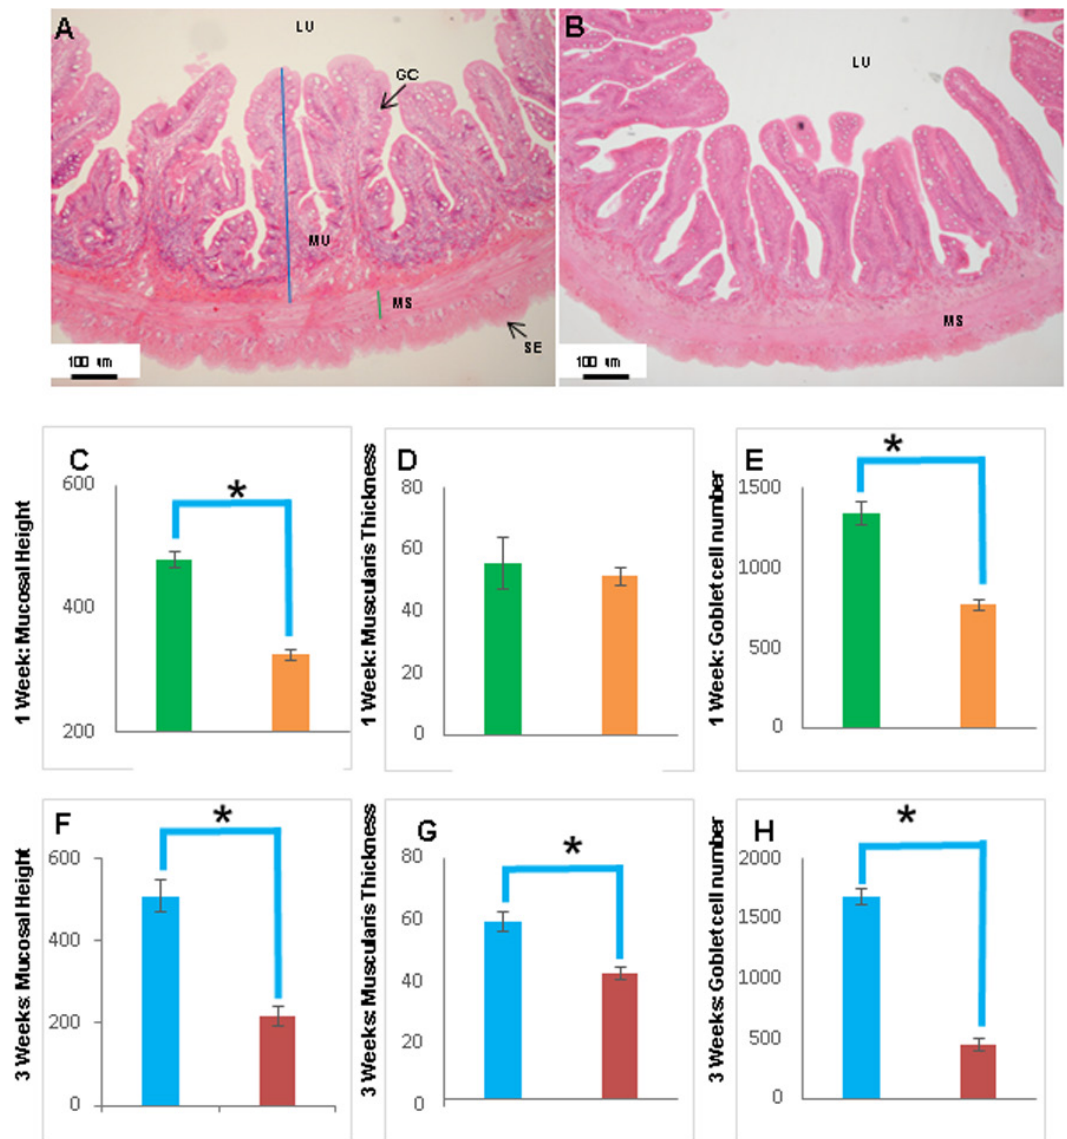 A
LU
GC
MU
MS
SE
100 um
B
LU
MS
100 um
C
1 Week: Mucosal Height
600
400
200
*
D
1 Week: Muscularis Thickness
80
60
40
20
0
E
1 Week: Goblet cell number
1500
1000
500
0
*
F
3 Weeks: Mucosal Height
600
400
200
0
*
G
3 Weeks: Muscularis Thickness
80
60
40
20
0
*
H
3 Weeks: Goblet cell number
2000
1500
1000
500
0
*